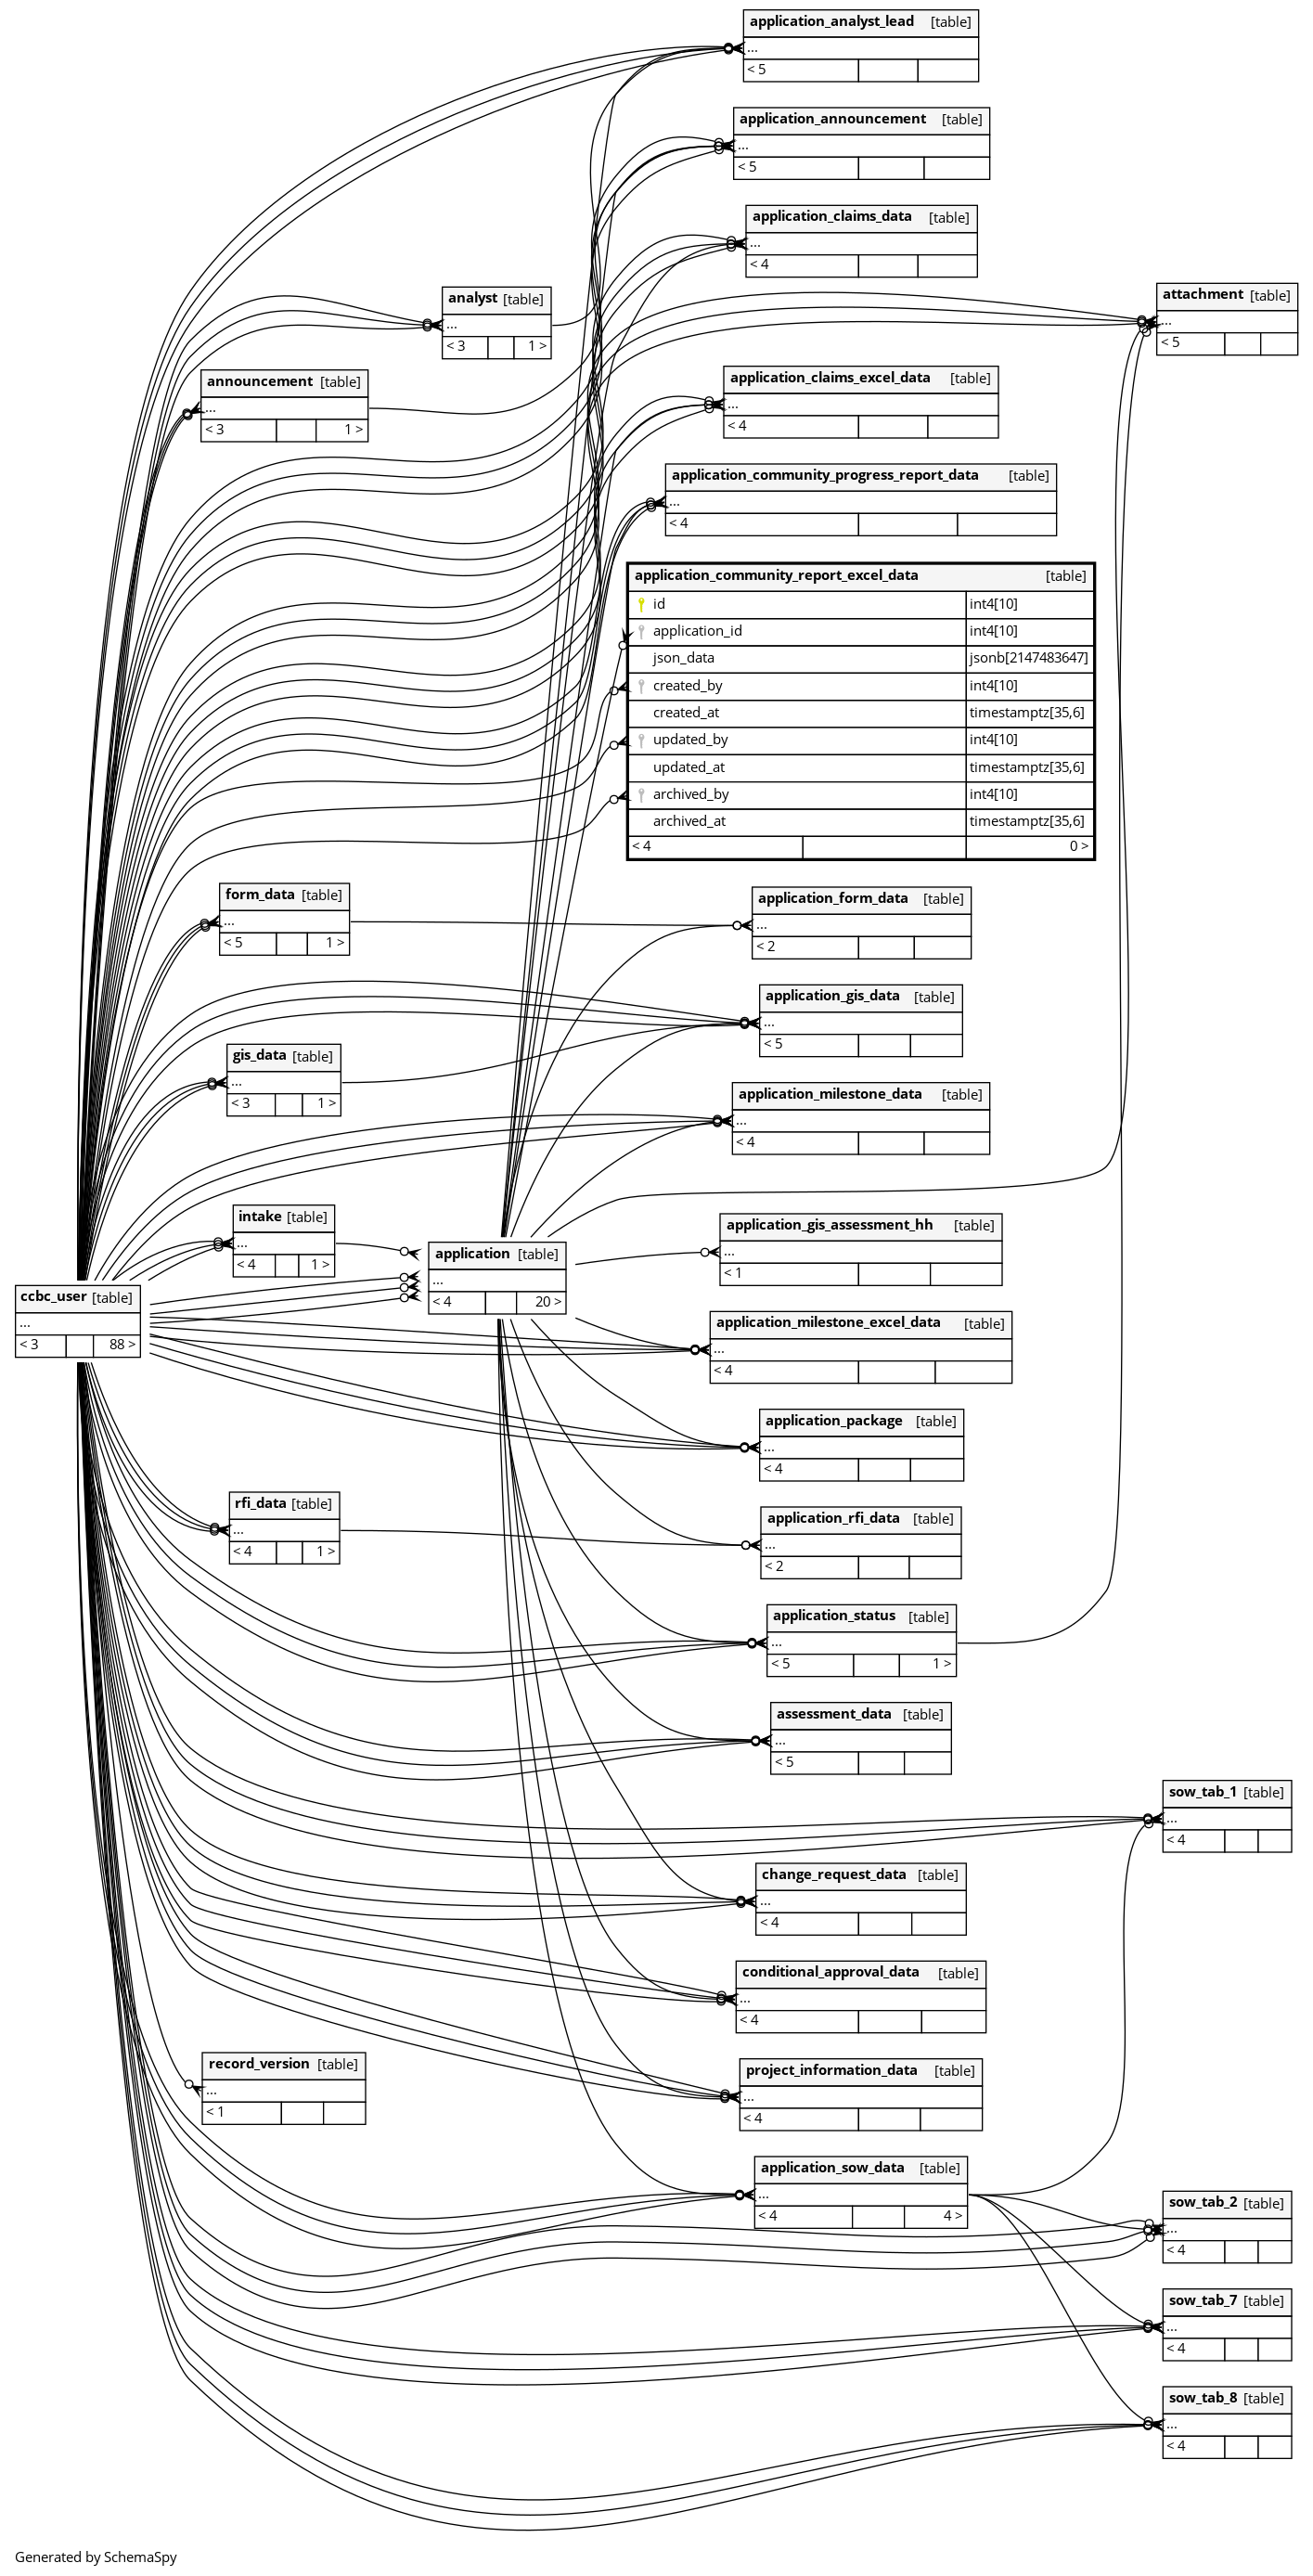 application_analyst_lead [table]
...
< 5
application_announcement [table]
...
< 5
application_claims_data [table]
...
< 4
analyst [table]
...
< 3 1 >
attachment [table]
...
< 5
announcement [table]
...
< 3 1 >
application_claims_excel_data [table]
...
< 4
application_community_progress_report_data [table]
...
< 4
application_community_report_excel_data [table]
id int4[10]
application_id int4[10]
json_data jsonb[2147483647]
created_by int4[10]
created_at timestamptz[35,6]
updated_by int4[10]
updated_at timestamptz[35,6]
archived_by int4[10]
archived_at timestamptz[35,6]
< 4 0 >
form_data [table]
...
< 5 1 >
application_form_data [table]
...
< 2
application_gis_data [table]
...
< 5
gis_data [table]
...
< 3 1 >
application_milestone_data [table]
...
< 4
intake [table]
...
< 4 1 >
application [table]
...
< 4 20 >
application_gis_assessment_hh [table]
...
< 1
ccbc_user [table]
...
< 3 88 >
application_milestone_excel_data [table]
...
< 4
application_package [table]
...
< 4
rfi_data [table]
...
< 4 1 >
application_rfi_data [table]
...
< 2
application_status [table]
...
< 5 1 >
assessment_data [table]
...
< 5
sow_tab_1 [table]
...
< 4
change_request_data [table]
...
< 4
conditional_approval_data [table]
...
< 4
record_version [table]
...
< 1
project_information_data [table]
...
< 4
application_sow_data [table]
...
< 4 4 >
sow_tab_2 [table]
...
< 4
sow_tab_7 [table]
...
< 4
sow_tab_8 [table]
...
< 4
Generated by SchemaSpy